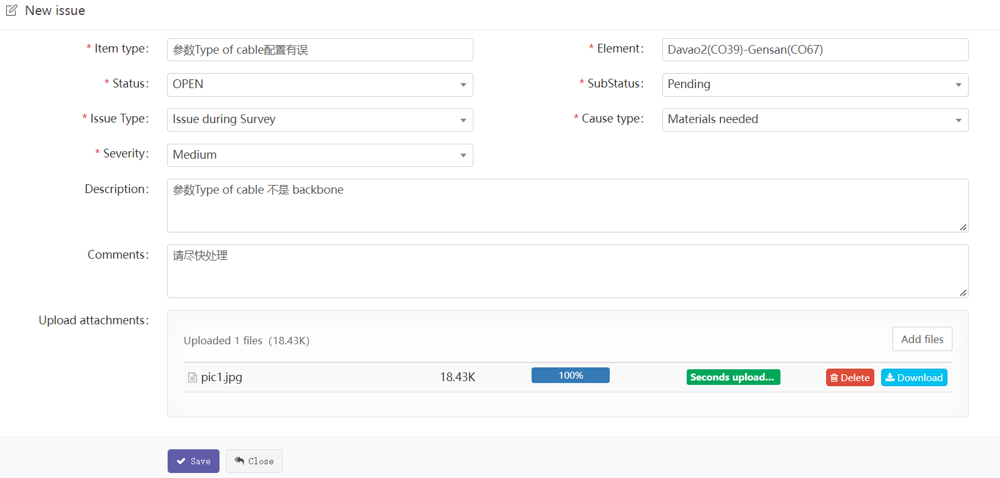 New issue
* Item type: 参数Type of cable配置有误
* Element: Davao2(CO39)-Gensan(CO67)
* Status: OPEN
* SubStatus: Pending
* Issue Type: Issue during Survey
* Cause type: Materials needed
* Severity: Medium
Description: 参数Type of cable 不是 backbone
Comments: 请尽快处理
Upload attachments:
Uploaded 1 files (18.43K)
Add files
pic1.jpg 18.43K 100% Seconds upload... Delete Download
Save Close